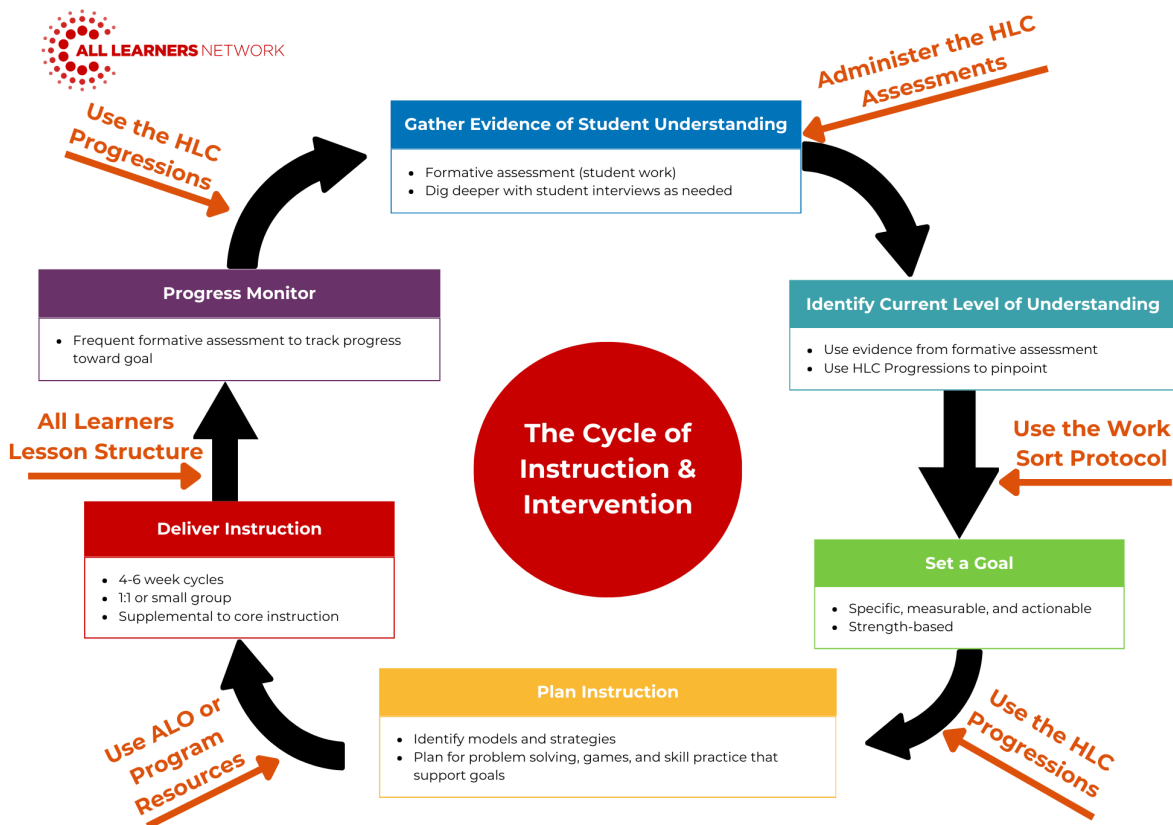 ALL LEARNERS NETWORK
Administer the HLC
Assessments
Use the HLC
Progressions
Gather Evidence of Student Understanding
• Formative assessment (student work)
• Dig deeper with student interviews as needed
Progress Monitor
• Frequent formative assessment to track progress
toward goal
Identify Current Level of Understanding
• Use evidence from formative assessment
• Use HLC Progressions to pinpoint
The Cycle of
Instruction &
Intervention
All Learners
Lesson Structure
Use the Work
Sort Protocol
Deliver Instruction
• 4-6 week cycles
• 1:1 or small group
• Supplemental to core instruction
Set a Goal
• Specific, measurable, and actionable
• Strength-based
Plan Instruction
• Identify models and strategies
• Plan for problem solving, games, and skill practice that
support goals
Use ALO or
Program
Resources
Use the HLC
Progressions